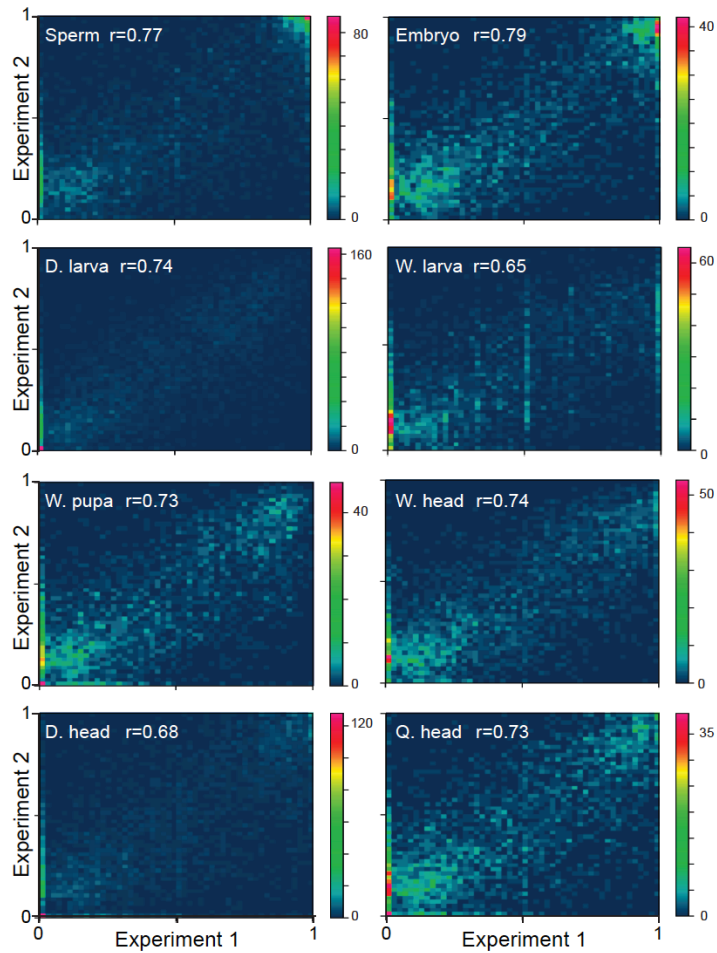 1
Sperm r=0.77
80
0
Experiment 2
0
Embryo r=0.79
40
0
1
D. larva r=0.74
160
0
Experiment 2
0
W. larva r=0.65
60
0
1
W. pupa r=0.73
40
0
Experiment 2
0
W. head r=0.74
50
0
1
D. head r=0.68
120
0
Experiment 2
0
Q. head r=0.73
35
0
0 Experiment 1 1
0 Experiment 1 1